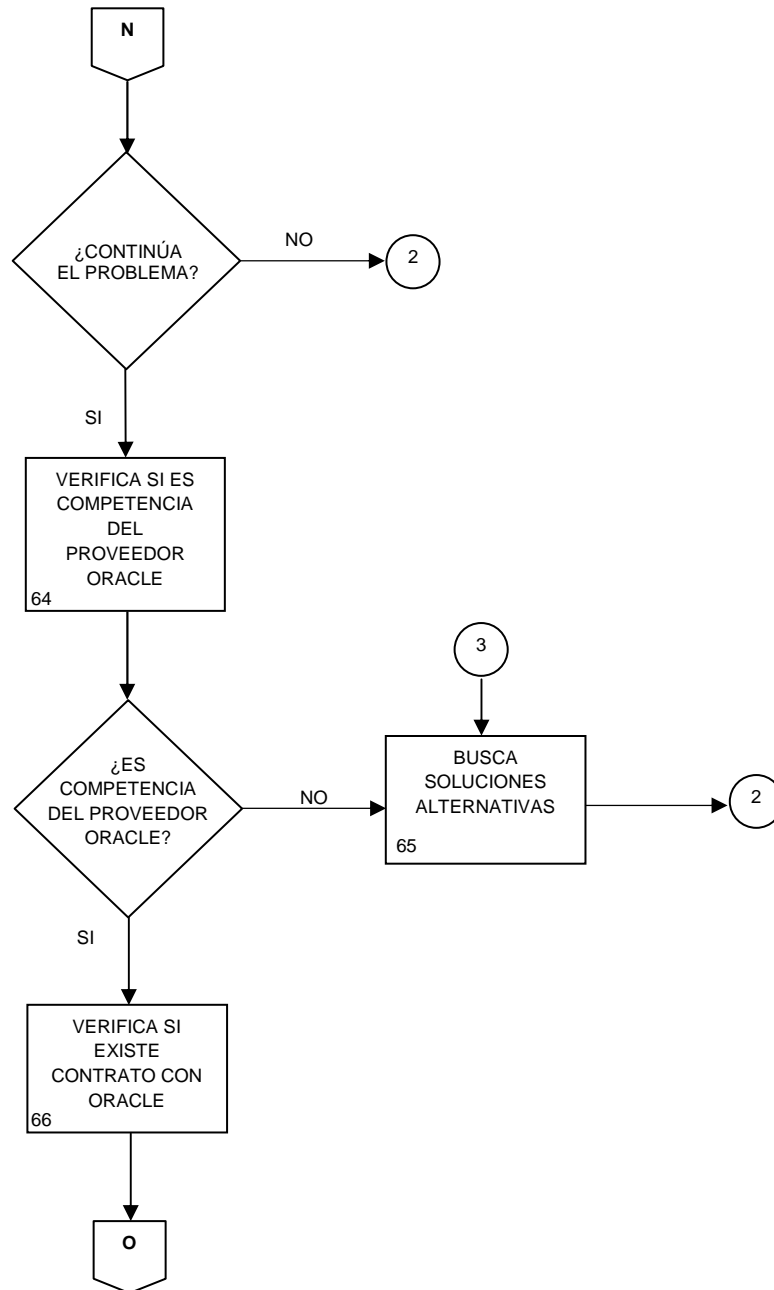 N
¿CONTINÚA
EL PROBLEMA?
NO
2
SI
VERIFICA SI ES
COMPETENCIA
DEL
PROVEEDOR
ORACLE
64
3
¿ES
COMPETENCIA
DEL PROVEEDOR
ORACLE?
NO
BUSCA
SOLUCIONES
ALTERNATIVAS
65
2
SI
VERIFICA SI
EXISTE
CONTRATO CON
ORACLE
66
O